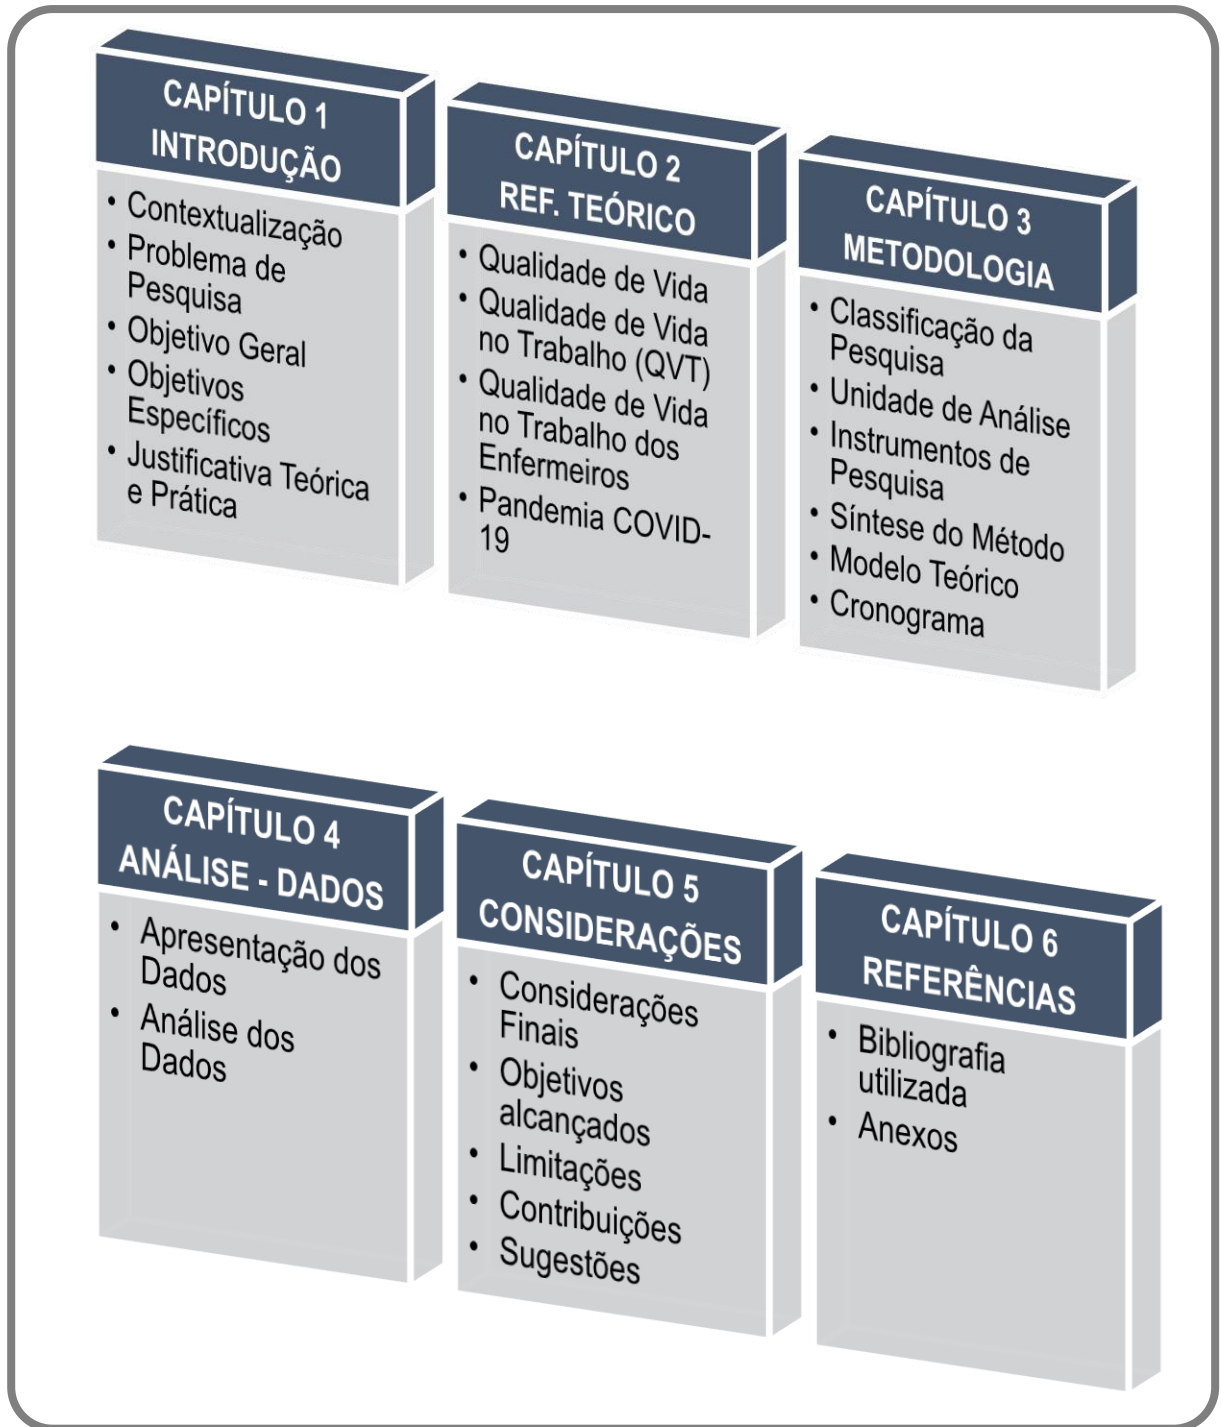 CAPÍTULO 1
INTRODUÇÃO
• Contextualização
• Problema de
Pesquisa
• Objetivo Geral
• Objetivos
Específicos
• Justificativa Teórica
e Prática
CAPÍTULO 2
REF. TEÓRICO
• Qualidade de Vida
• Qualidade de Vida
no Trabalho (QVT)
• Qualidade de Vida
no Trabalho dos
Enfermeiros
• Pandemia COVID-
19
CAPÍTULO 3
METODOLOGIA
• Classificação da
Pesquisa
• Unidade de Análise
• Instrumentos de
Pesquisa
• Síntese do Método
• Modelo Teórico
• Cronograma
CAPÍTULO 4
ANÁLISE - DADOS
• Apresentação dos
Dados
• Análise dos
Dados
CAPÍTULO 5
CONSIDERAÇÕES
• Considerações
Finais
• Objetivos
alcançados
• Limitações
• Contribuições
• Sugestões
CAPÍTULO 6
REFERÊNCIAS
• Bibliografia
utilizada
• Anexos